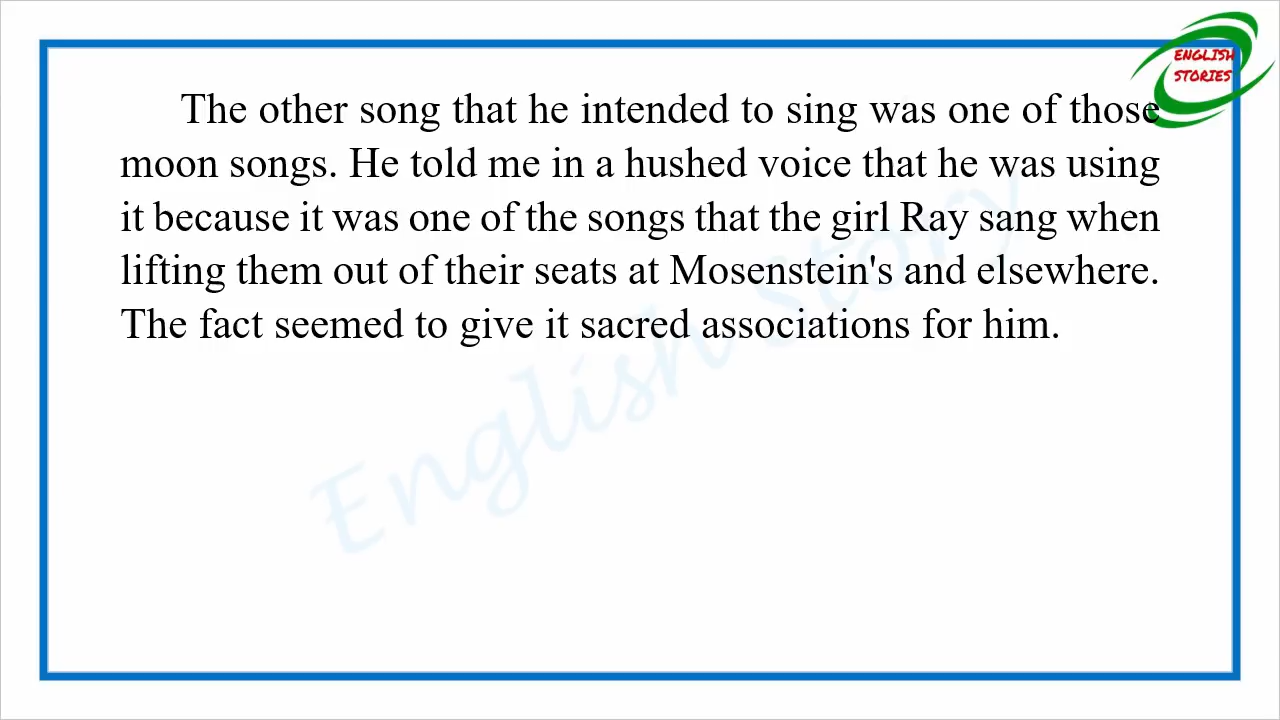 ENGLISH
STORIES
The other song that he intended to sing was one of those
moon songs. He told me in a hushed voice that he was using
it because it was one of the songs that the girl Ray sang when
lifting them out of their seats at Mosenstein's and elsewhere.
The fact seemed to give it sacred associations for him.
English Story